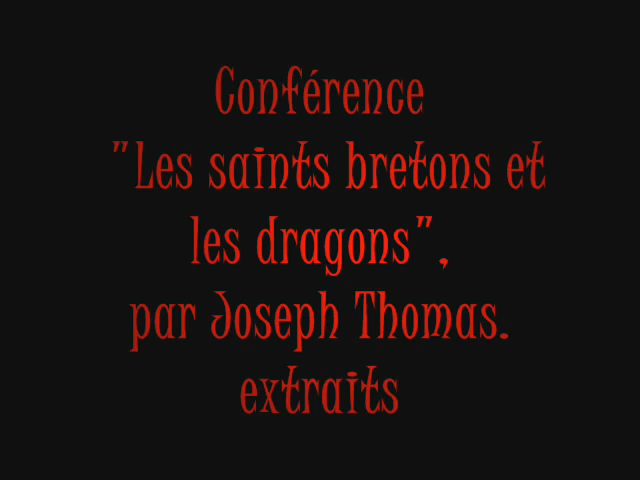 Conférence
"Les saints bretons et
les dragons",
par Joseph Thomas.
extraits